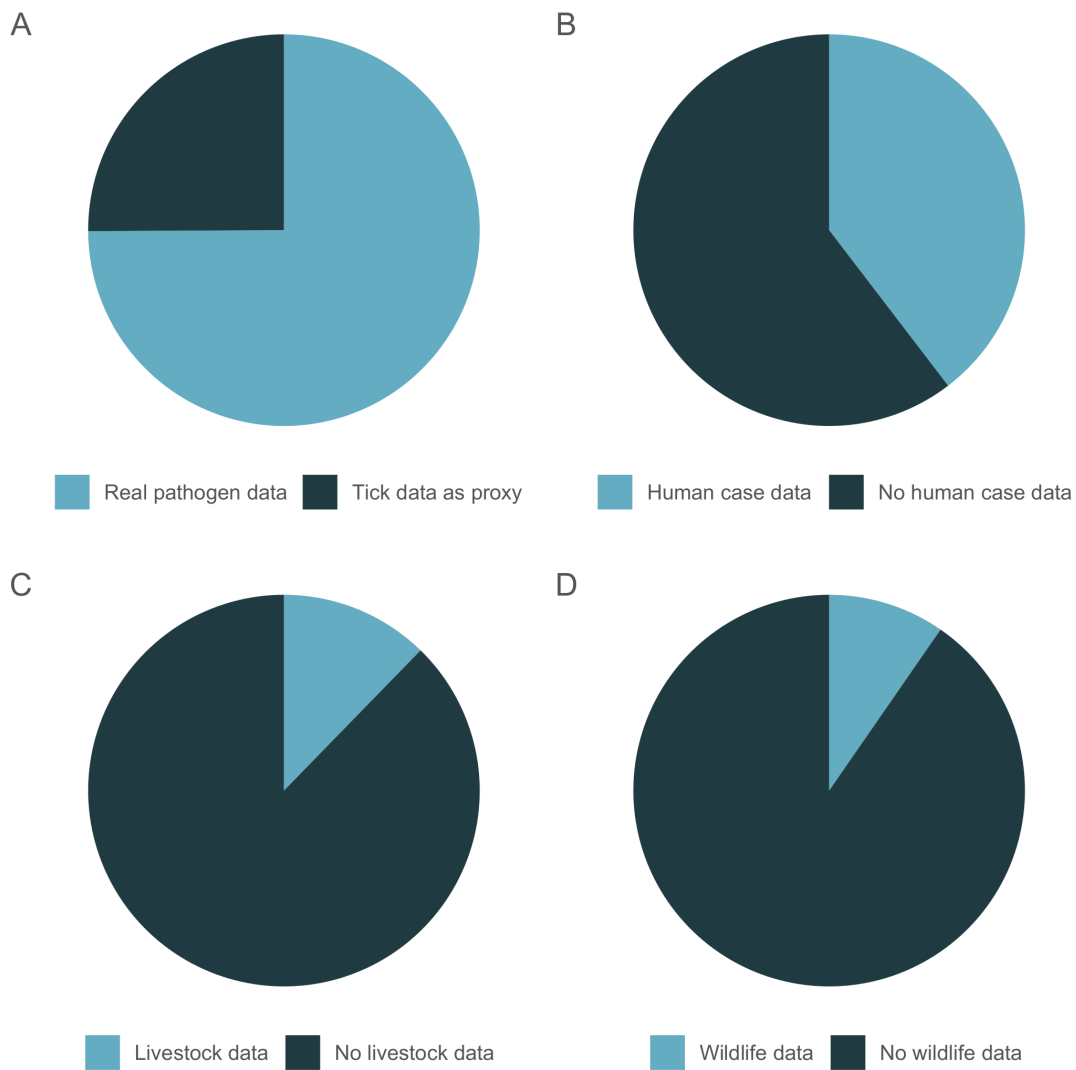 A
B
Real pathogen data Tick data as proxy
Human case data No human case data
C
D
Livestock data No livestock data
Wildlife data No wildlife data